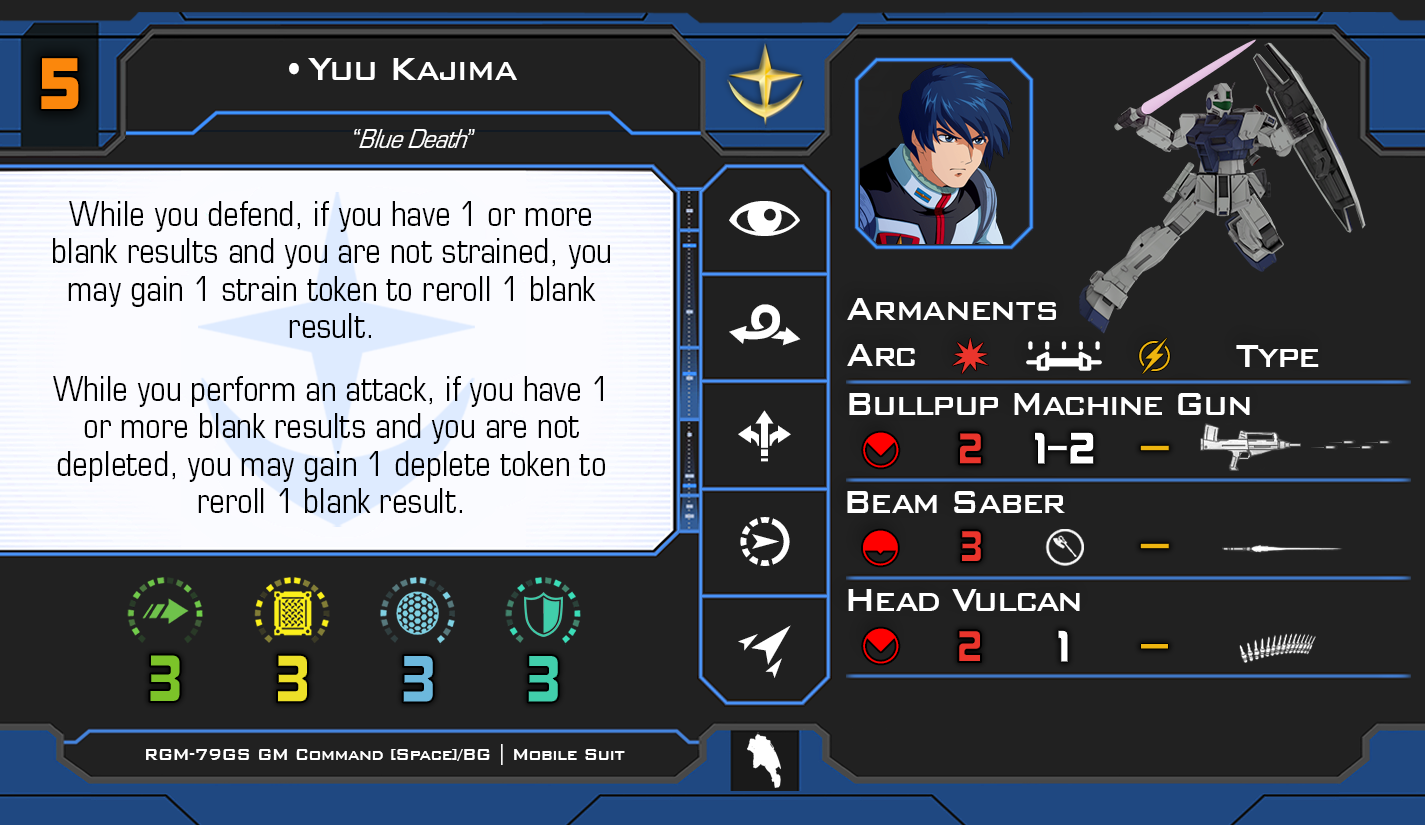 5
• Yuu Kajima
“Blue Death”
While you defend, if you have 1 or more
blank results and you are not strained, you
may gain 1 strain token to reroll 1 blank
result.
While you perform an attack, if you have 1
or more blank results and you are not
depleted, you may gain 1 deplete token to
reroll 1 blank result.
3 3 3 3
RGM-79GS GM Command [Space]/BG | Mobile Suit
Armanents
Arc Type
Bullpup Machine Gun
2 1-2 –
Beam Saber
3 –
Head Vulcan
2 1 –